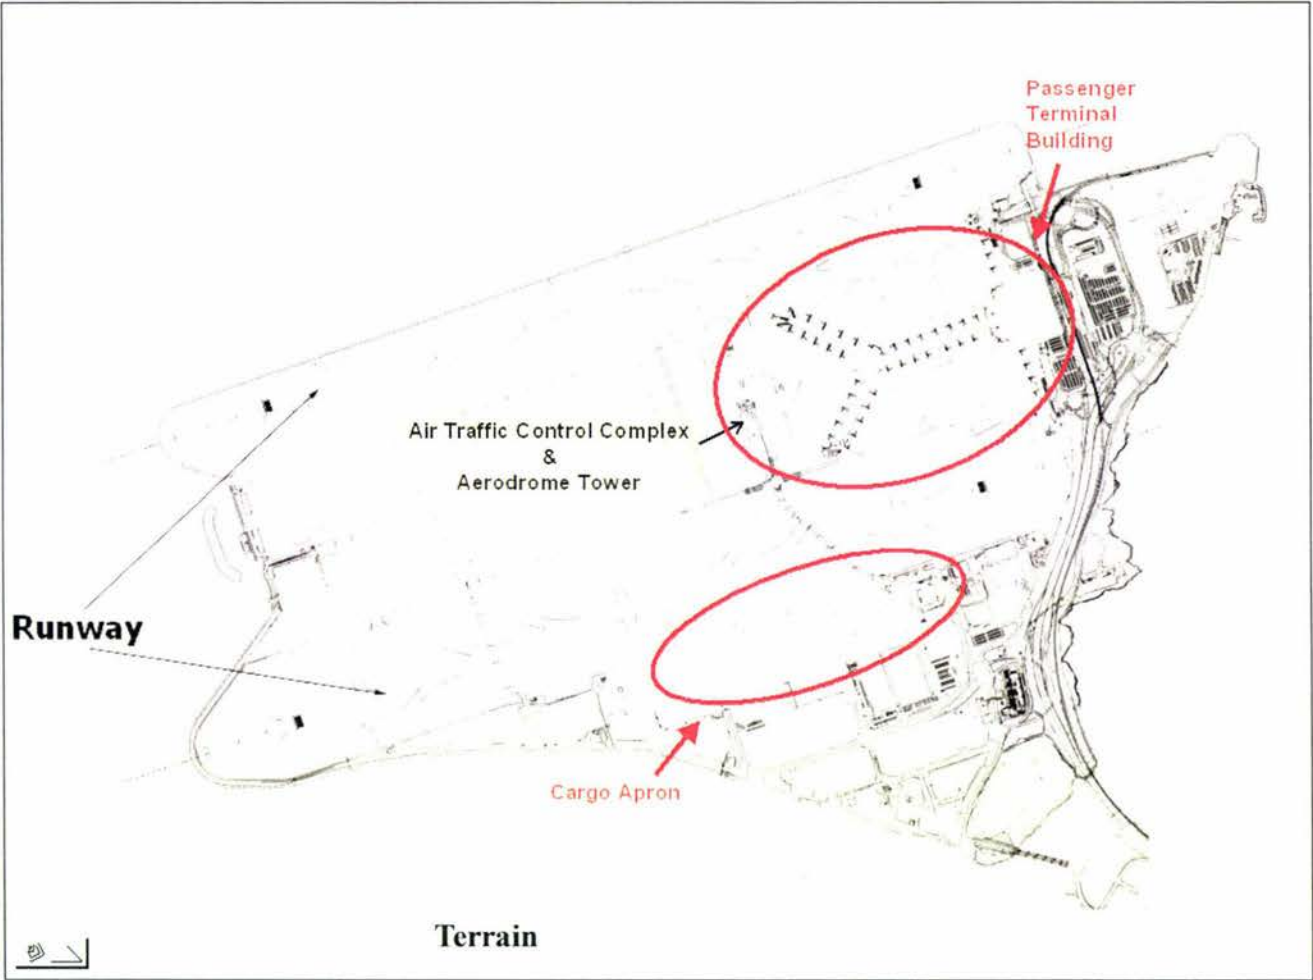 Passenger
Terminal
Building
Air Traffic Control Complex
&
Aerodrome Tower
Runway
Cargo Apron
Terrain